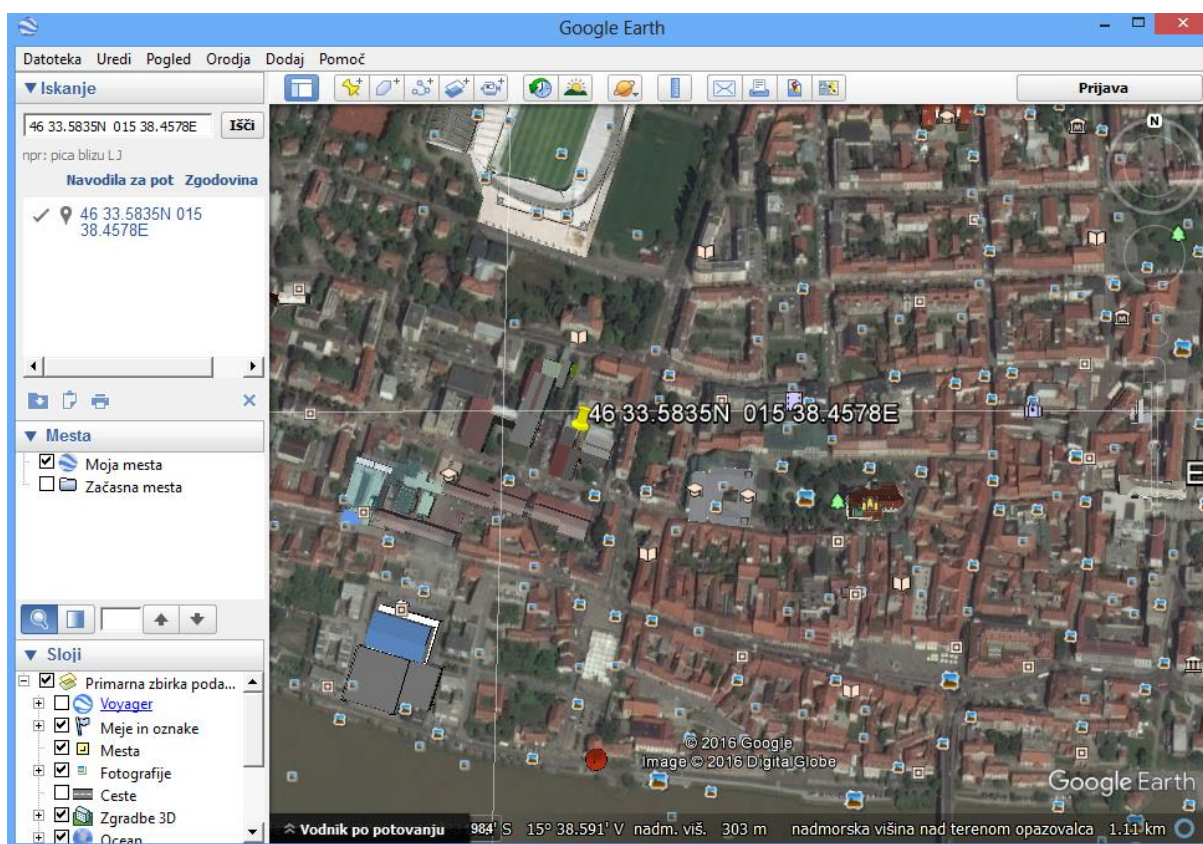 Google Earth
Datoteka Uredi Pogled Orodja Dodaj Pomoč
Iskanje
Prijava
46 33.5835N 015 38.4578E
Išči
npr: pica blizu LJ
Navodila za pot Zgodovina
46 33.5835N 015
38.4578E
N
46 33.5835N 015 38.4578E
E
Mesta
Moja mesta
Začasna mesta
Sloji
Primarna zbirka poda...
Voyager
Meje in oznake
Mesta
Fotografije
Ceste
Zgradbe 3D
Ocean
© 2016 Google
Image © 2016 DigitalGlobe
Google Earth
Vodnik po potovanju 984' S 15° 38.591' V nadm. viš. 303 m nadmorska višina nad terenom opazovalca 1.11 km